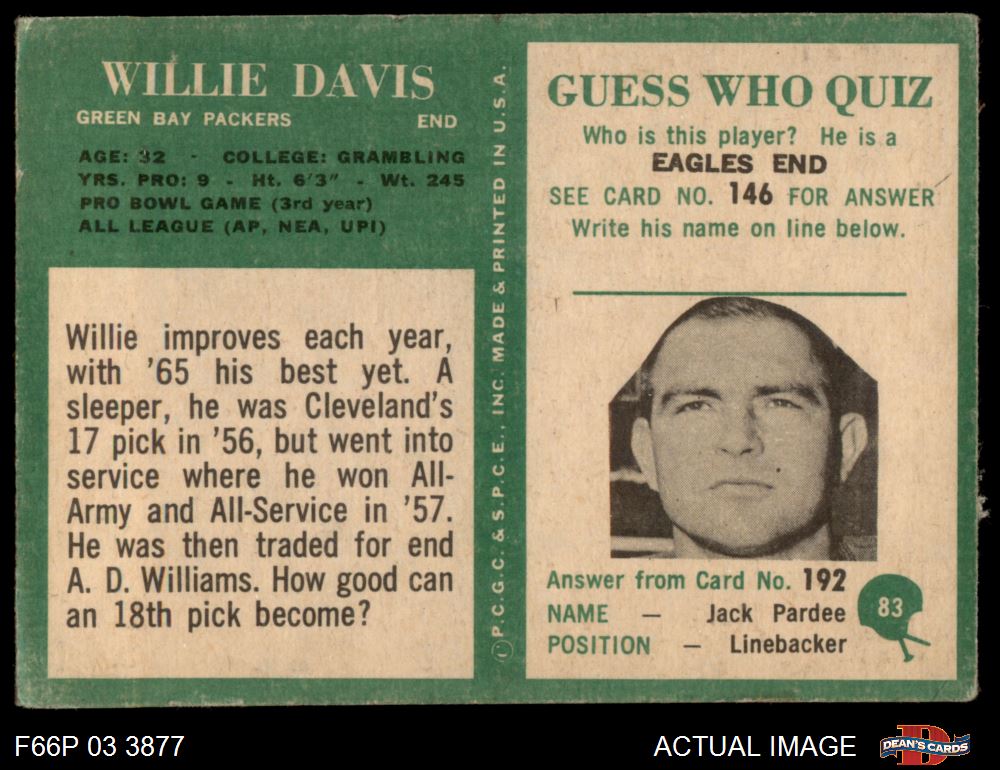 WILLIE DAVIS
GREEN BAY PACKERS END
AGE: 32 - COLLEGE: GRAMBLING
YRS. PRO: 9 - Ht. 6'3" - Wt. 245
PRO BOWL GAME (3rd year)
ALL LEAGUE (AP, NEA, UPI)
Willie improves each year,
with '65 his best yet. A
sleeper, he was Cleveland's
17 pick in '56, but went into
service where he won All-
Army and All-Service in '57.
He was then traded for end
A. D. Williams. How good can
an 18th pick become?
©P.C.G.C. & S.P.C.E., INC. MADE & PRINTED IN U.S.A.
GUESS WHO QUIZ
Who is this player? He is a
EAGLES END
SEE CARD NO. 146 FOR ANSWER
Write his name on line below.
Answer from Card No. 192
NAME — Jack Pardee
POSITION — Linebacker
83
F66P 03 3877
ACTUAL IMAGE
D
DEAN'S CARDS